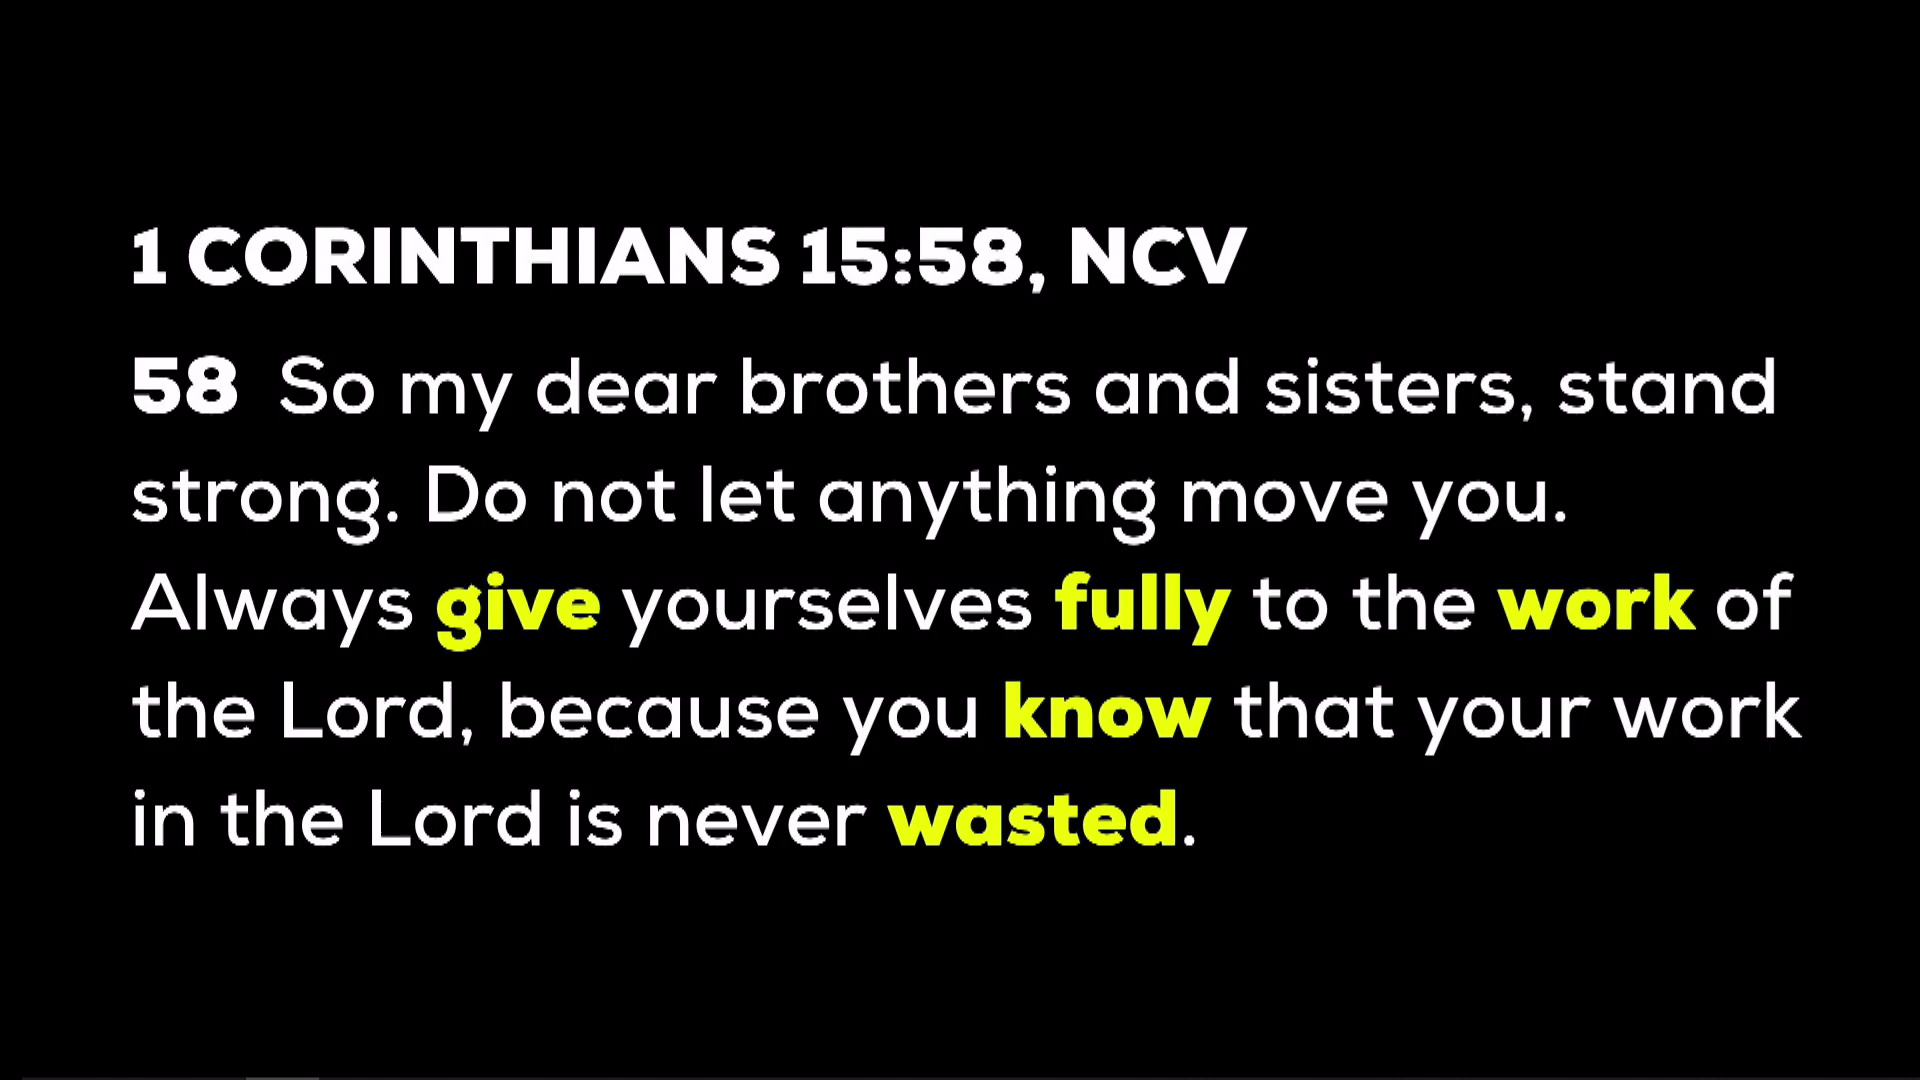 1 CORINTHIANS 15:58, NCV
58 So my dear brothers and sisters, stand
strong. Do not let anything move you.
Always give yourselves fully to the work of
the Lord, because you know that your work
in the Lord is never wasted.